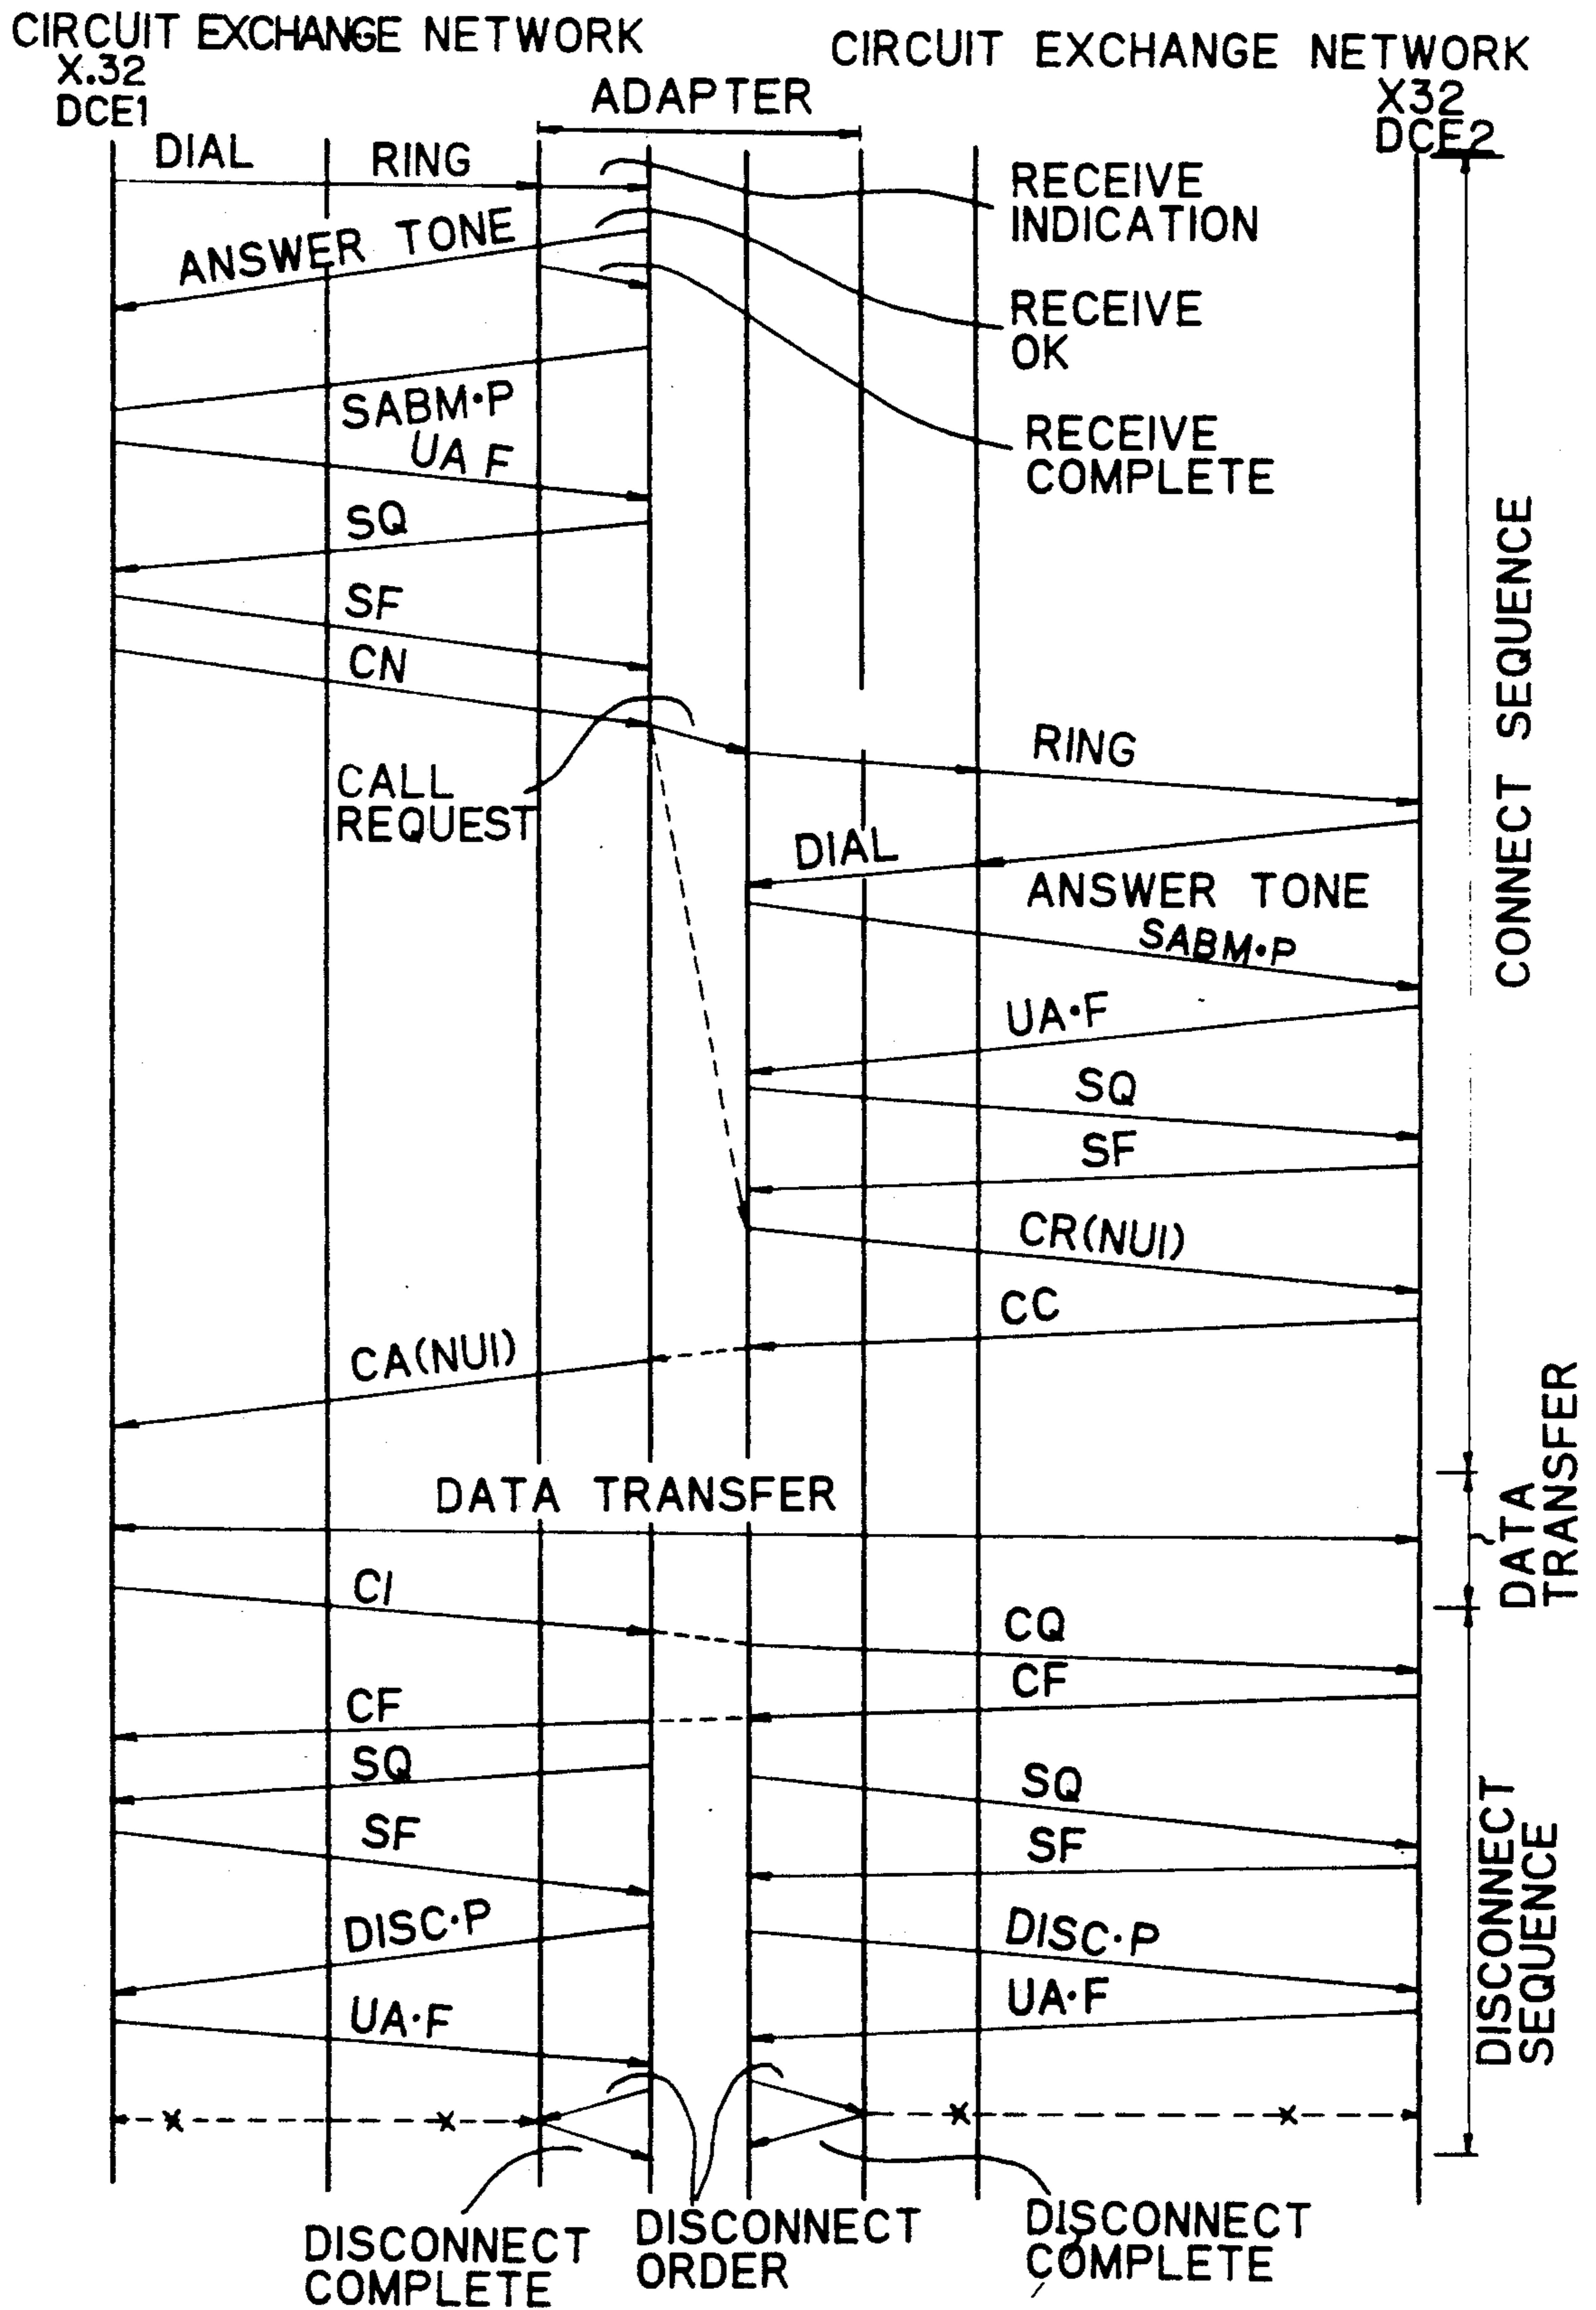 CIRCUIT EXCHANGE NETWORK
CIRCUIT EXCHANGE NETWORK
X.32
DCE1
ADAPTER
X32
DCE2
DIAL
RING
RECEIVE
INDICATION
ANSWER TONE
RECEIVE
OK
SABM·P
UA F
RECEIVE
COMPLETE
SQ
SF
CN
CONNECT SEQUENCE
CALL
REQUEST
RING
DIAL
ANSWER TONE
SABM·P
UA·F
SQ
SF
CR(NUI)
CC
CA(NUI)
DATA TRANSFER
DATA
TRANSFER
CI
CQ
CF
CF
SQ
SQ
SF
SF
DISC·P
DISC·P
UA·F
UA·F
DISCONNECT
SEQUENCE
DISCONNECT
COMPLETE
DISCONNECT
ORDER
DISCONNECT
COMPLETE